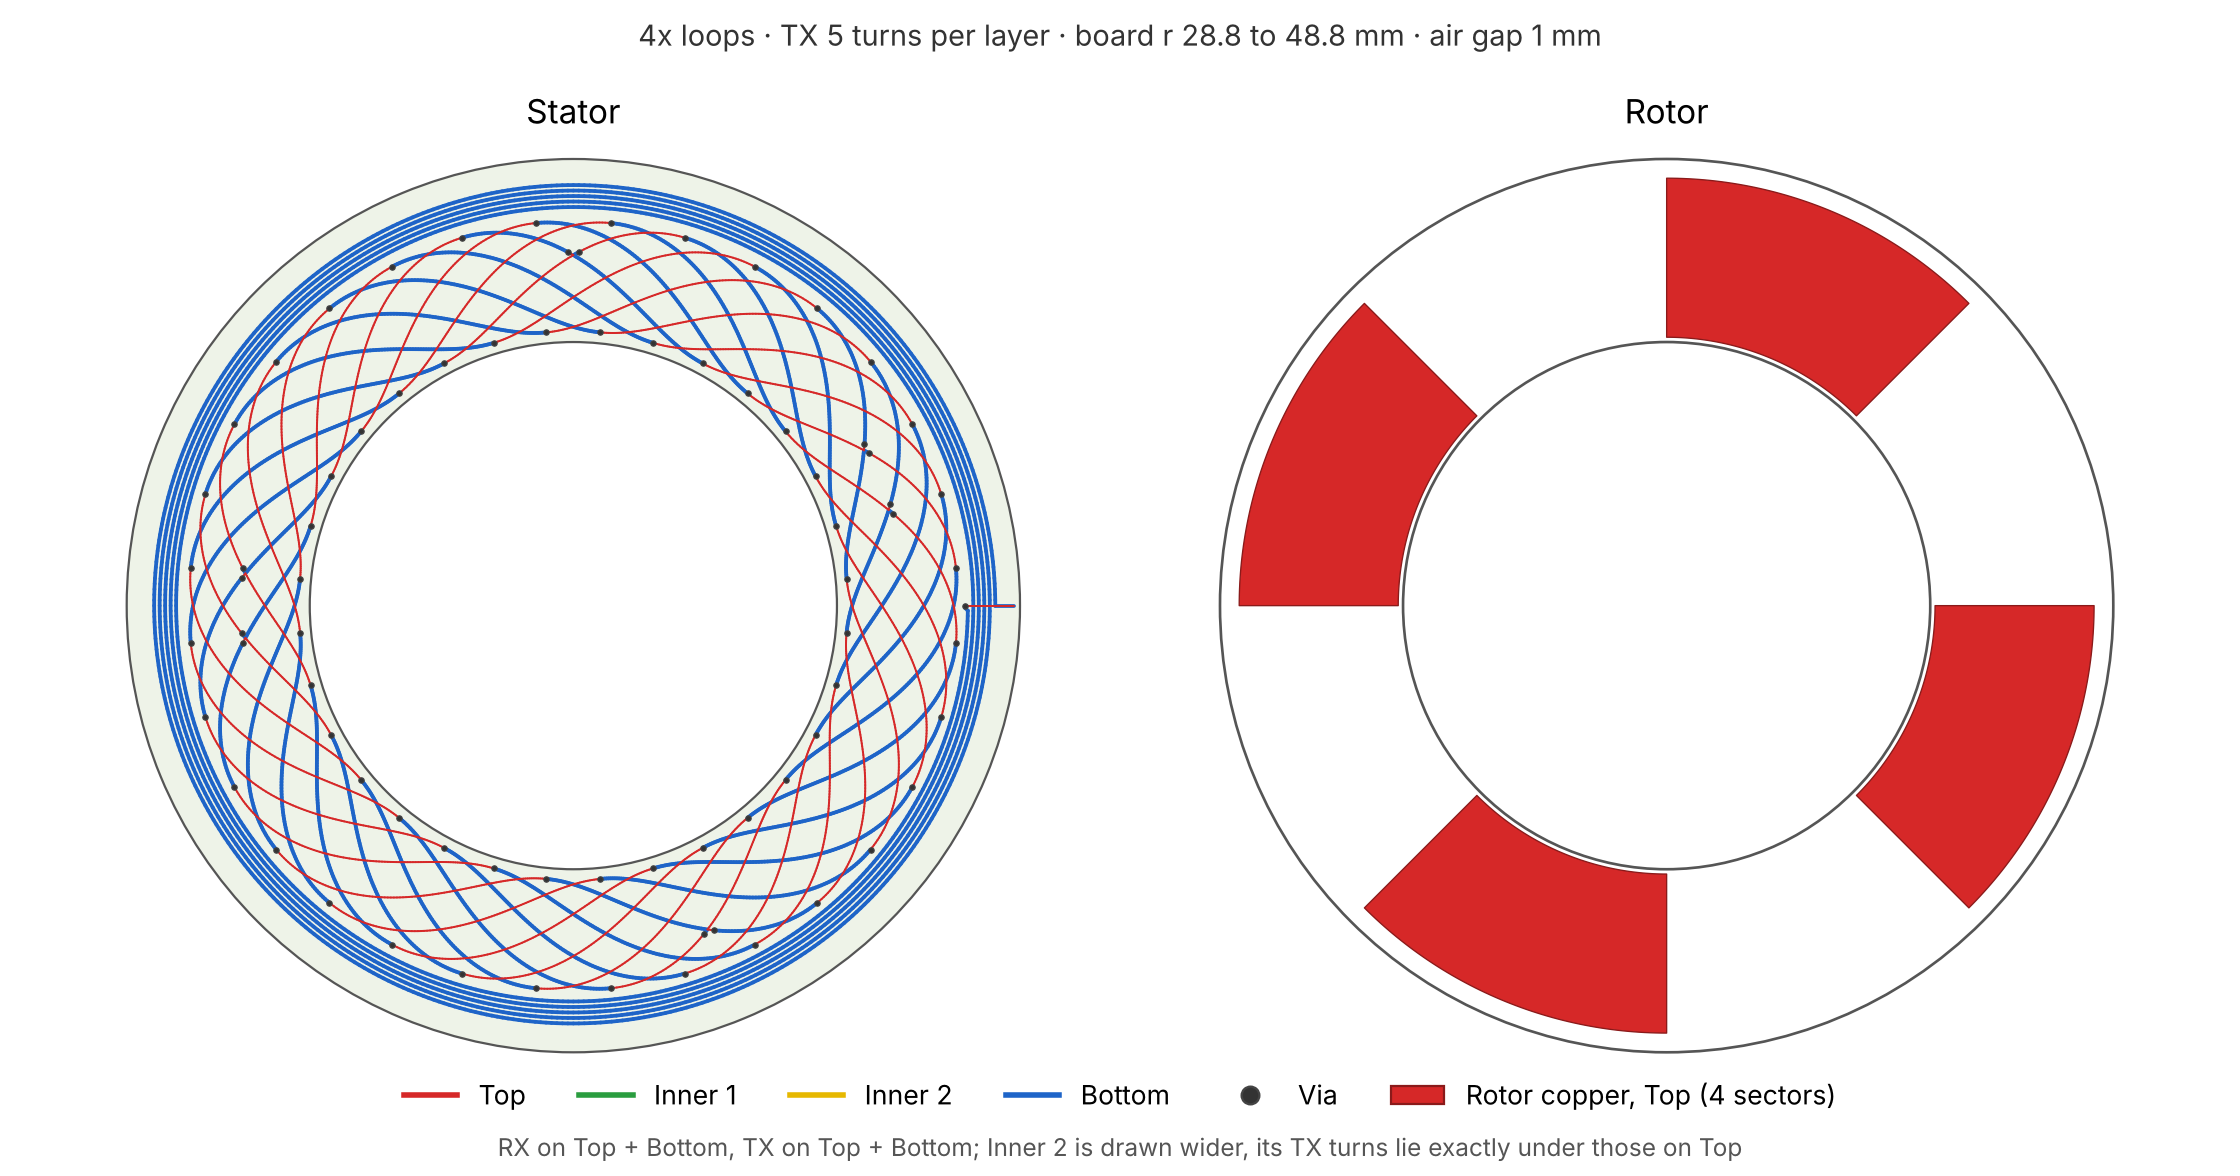 4x loops · TX 5 turns per layer · board r 28.8 to 48.8 mm · air gap 1 mm
Stator
Rotor
Top
Inner 1
Inner 2
Bottom
Via
Rotor copper, Top (4 sectors)
RX on Top + Bottom, TX on Top + Bottom; Inner 2 is drawn wider, its TX turns lie exactly under those on Top